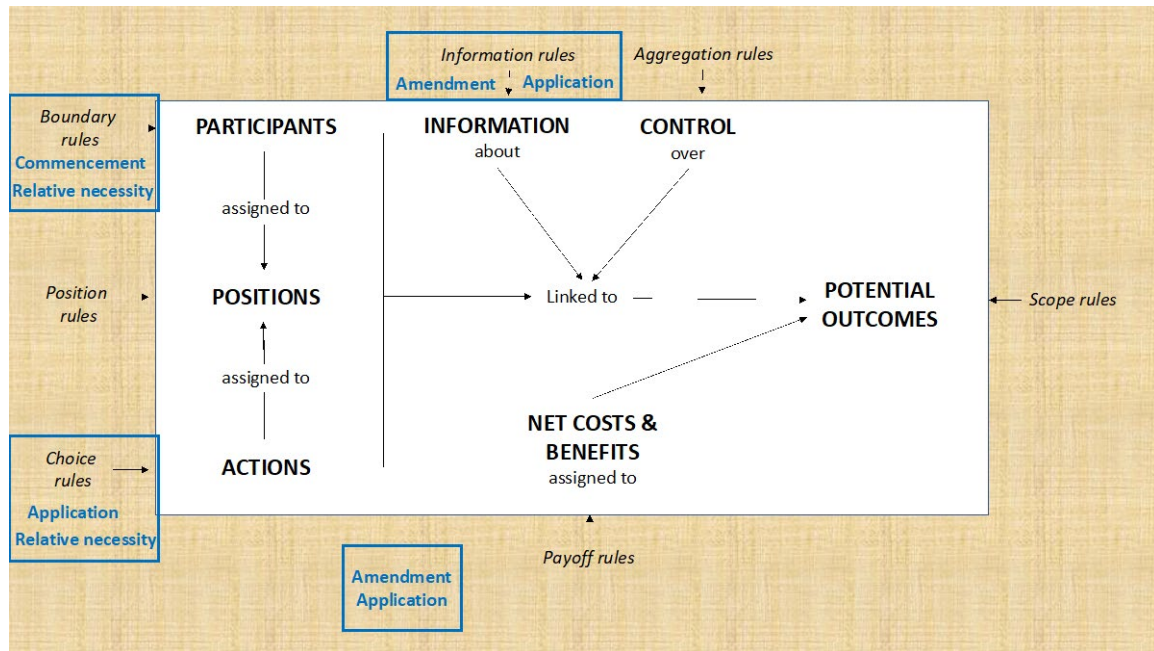 Information rules
Aggregation rules
Amendment
Application
Boundary
rules
Commencement
Relative necessity
PARTICIPANTS
INFORMATION
about
CONTROL
over
assigned to
Position
rules
POSITIONS
Linked to
POTENTIAL
OUTCOMES
Scope rules
assigned to
NET COSTS &
BENEFITS
assigned to
Choice
rules
ACTIONS
Application
Relative necessity
Payoff rules
Amendment
Application